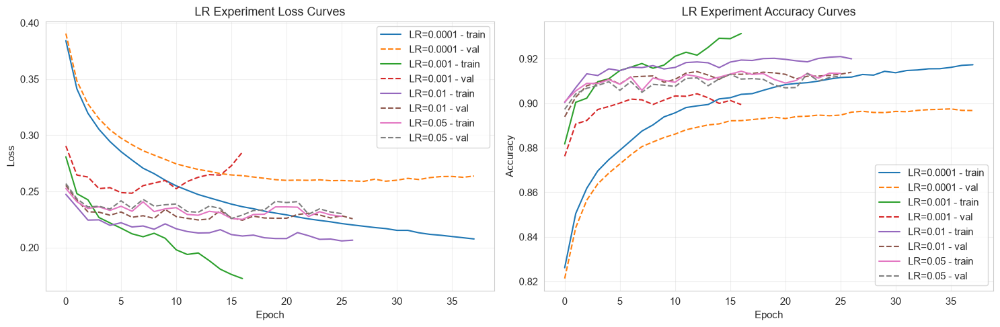 LR Experiment Loss Curves
0.40
0.35
0.30
0.25
0.20
Loss
0
5
10
15
20
25
30
35
Epoch
LR=0.0001 - train
LR=0.0001 - val
LR=0.001 - train
LR=0.001 - val
LR=0.01 - train
LR=0.01 - val
LR=0.05 - train
LR=0.05 - val
LR Experiment Accuracy Curves
0.92
0.90
0.88
0.86
0.84
0.82
Accuracy
0
5
10
15
20
25
30
35
Epoch
LR=0.0001 - train
LR=0.0001 - val
LR=0.001 - train
LR=0.001 - val
LR=0.01 - train
LR=0.01 - val
LR=0.05 - train
LR=0.05 - val